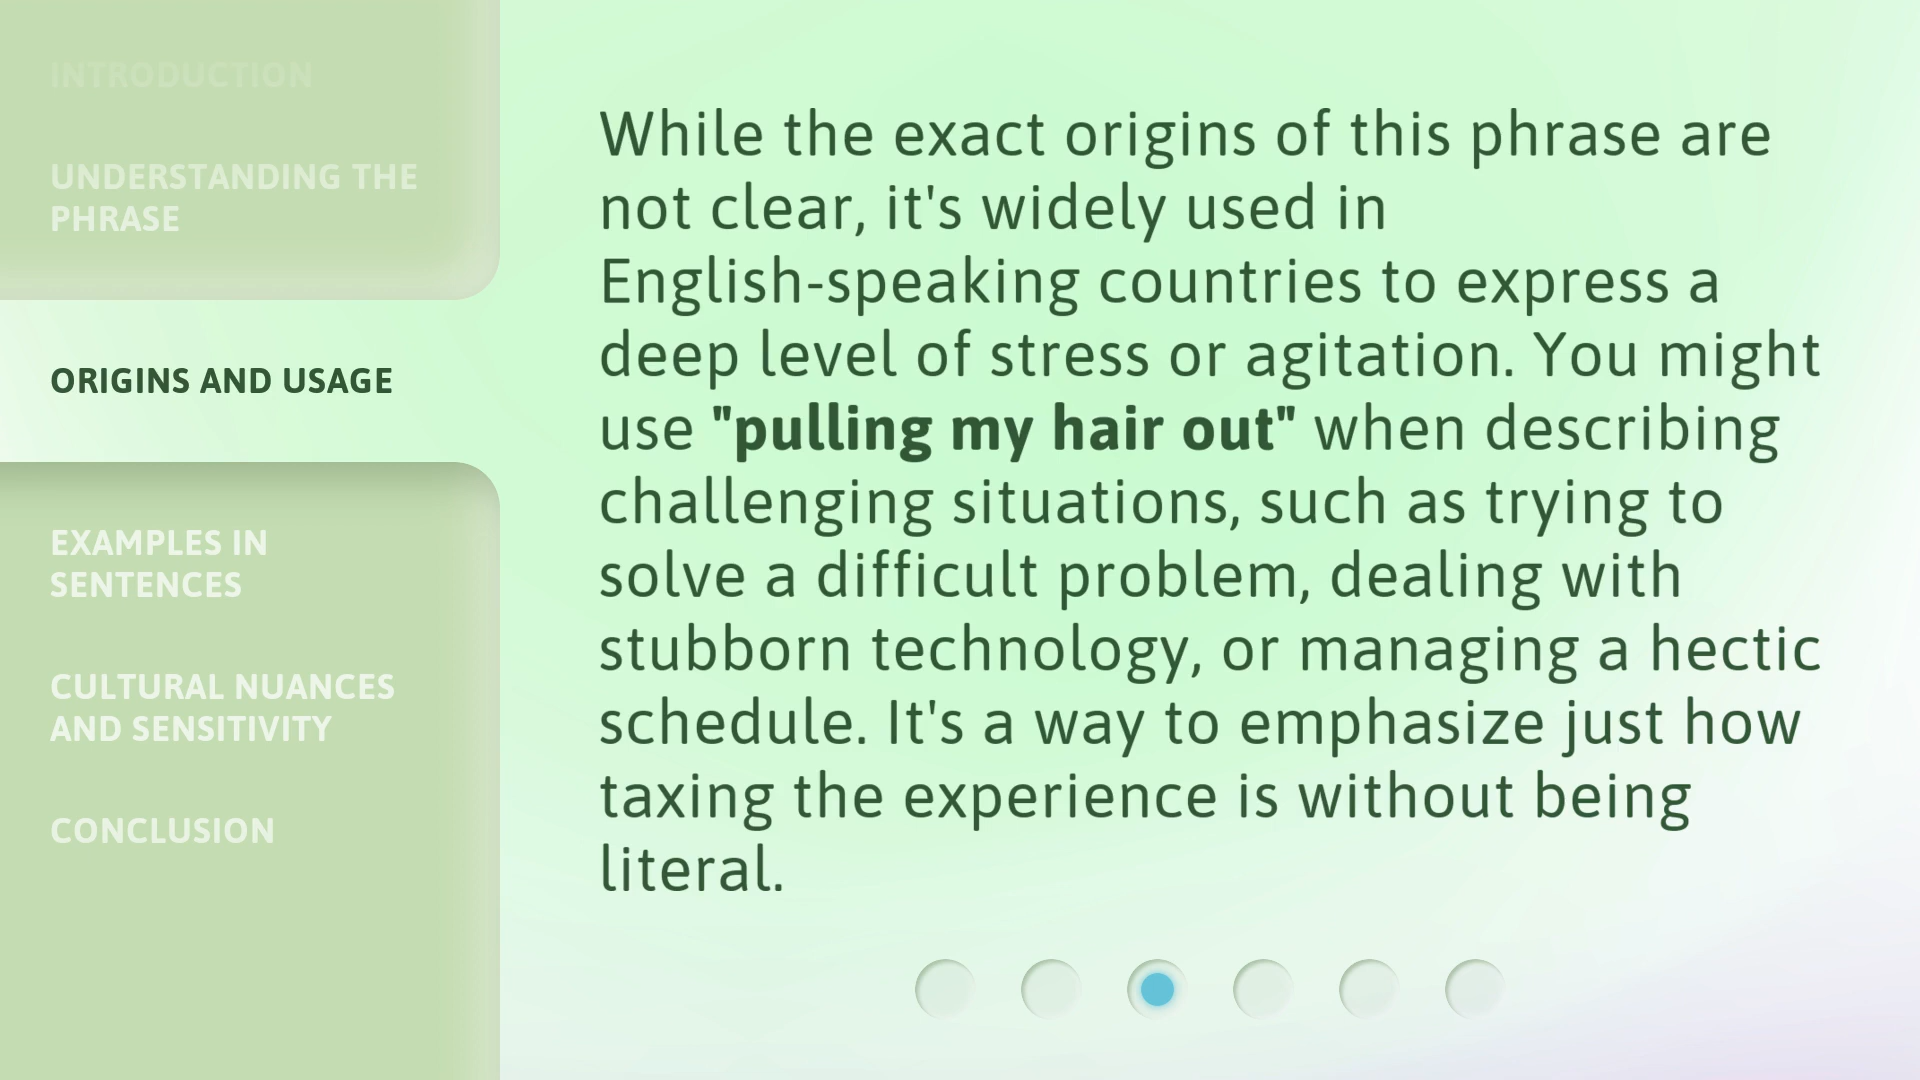 INTRODUCTION
UNDERSTANDING THE
PHRASE
ORIGINS AND USAGE
EXAMPLES IN
SENTENCES
CULTURAL NUANCES
AND SENSITIVITY
CONCLUSION
While the exact origins of this phrase are
not clear, it's widely used in
English-speaking countries to express a
deep level of stress or agitation. You might
use "pulling my hair out" when describing
challenging situations, such as trying to
solve a difficult problem, dealing with
stubborn technology, or managing a hectic
schedule. It's a way to emphasize just how
taxing the experience is without being
literal.